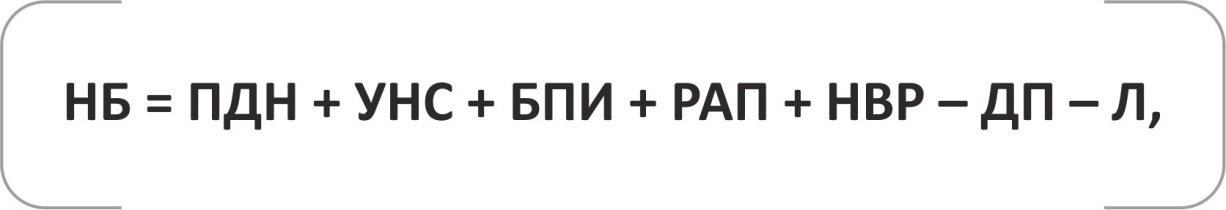 НБ = ПДН + УНС + БПИ + РАП + НВР – ДП – Л,